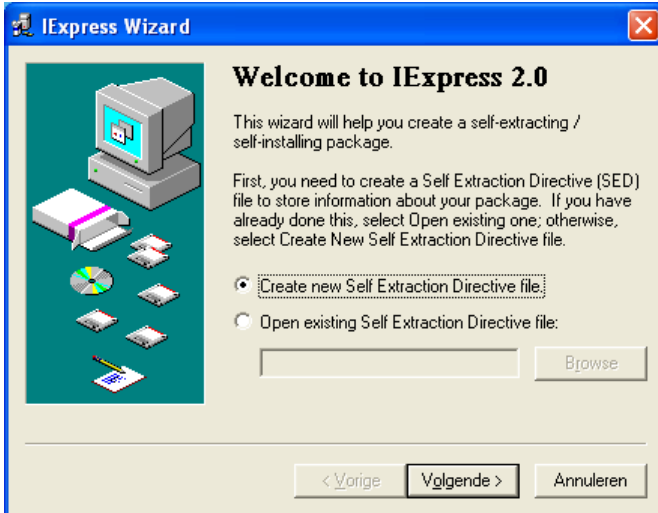 IExpress Wizard
Welcome to IExpress 2.0
This wizard will help you create a self-extracting /
self-installing package.
First, you need to create a Self Extraction Directive (SED)
file to store information about your package.  If you have
already done this, select Open existing one; otherwise,
select Create New Self Extraction Directive file.
Create new Self Extraction Directive file.
Open existing Self Extraction Directive file:
Browse
< Vorige
Volgende >
Annuleren